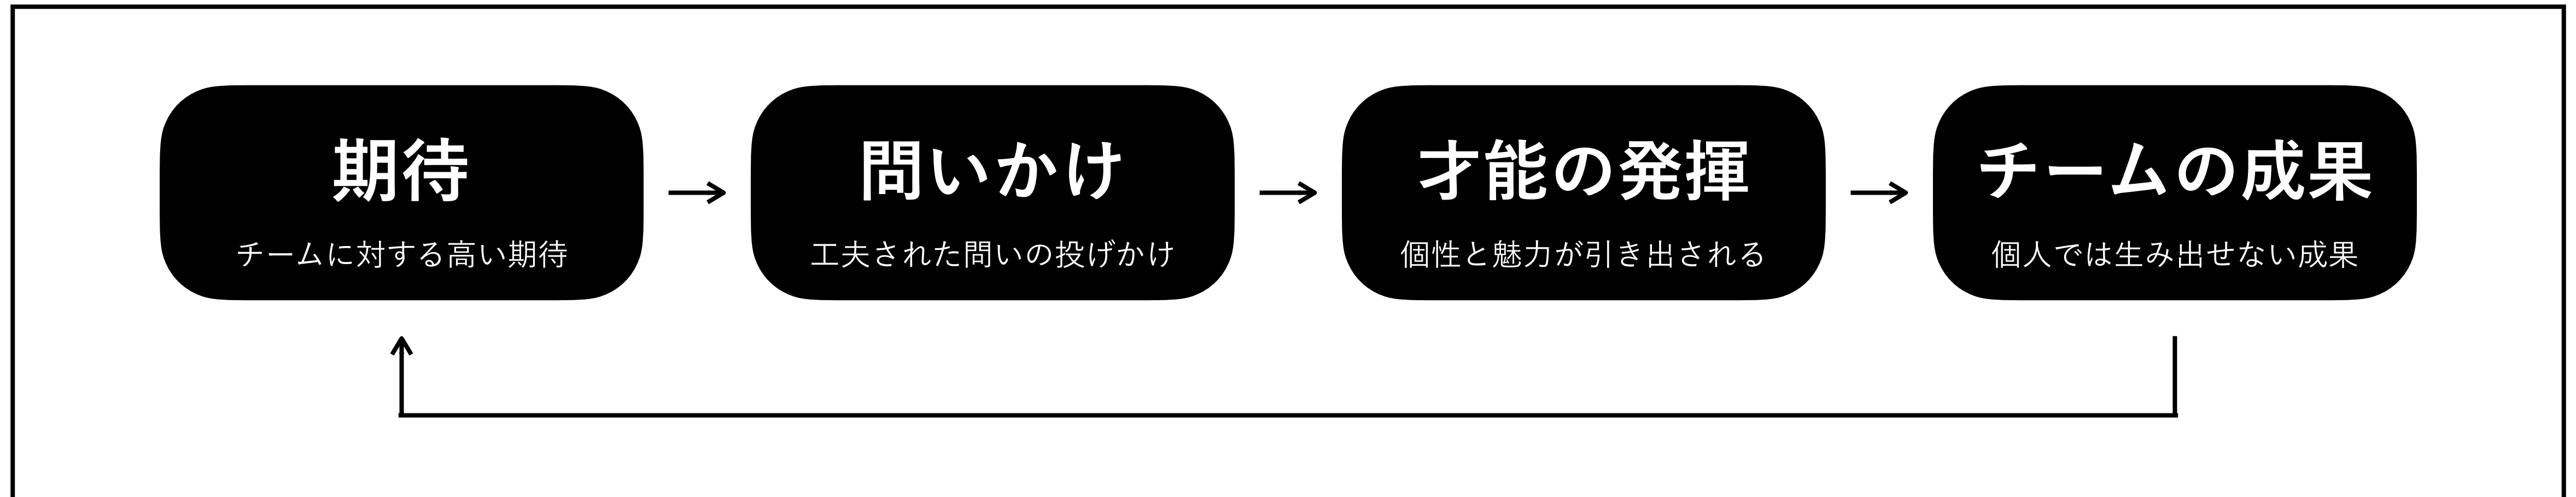 期待
チームに対する高い期待
問いかけ
工夫された問いの投げかけ
才能の発揮
個性と魅力が引き出される
チームの成果
個人では生み出せない成果